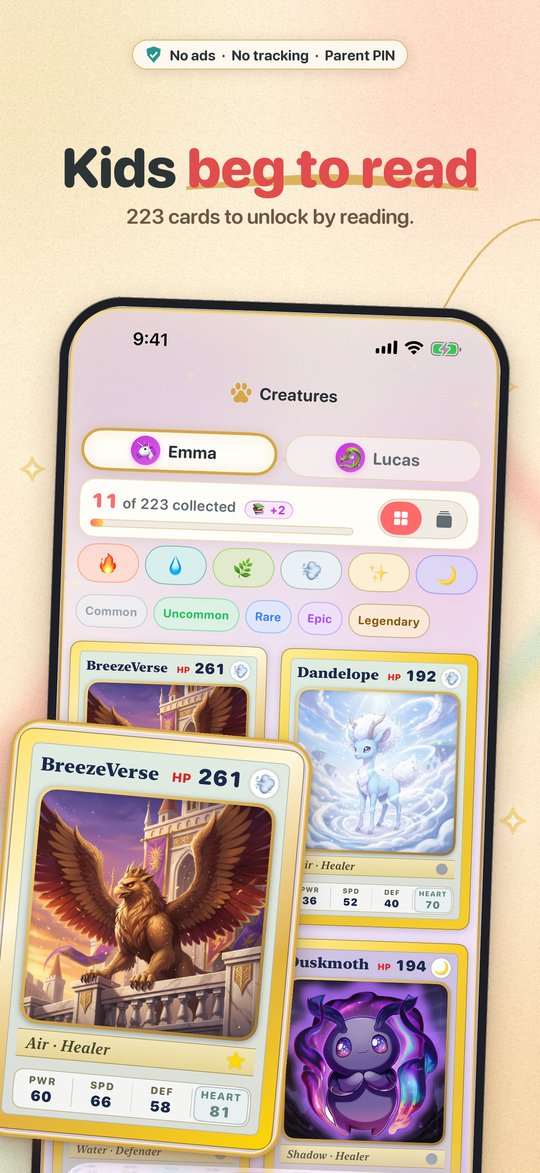 No ads · No tracking · Parent PIN
Kids beg to read
223 cards to unlock by reading.
9:41
Creatures
Emma
Lucas
11 of 223 collected
+2
Common
Uncommon
Rare
Epic
Legendary
BreezeVerse HP 261
Dandelope HP 192
BreezeVerse HP 261
Air · Healer
PWR SPD DEF HEART
60 66 58 81
ir · Healer
PWR SPD DEF HEART
36 52 40 70
Duskmoth HP 194
Water · Defender
Shadow · Healer